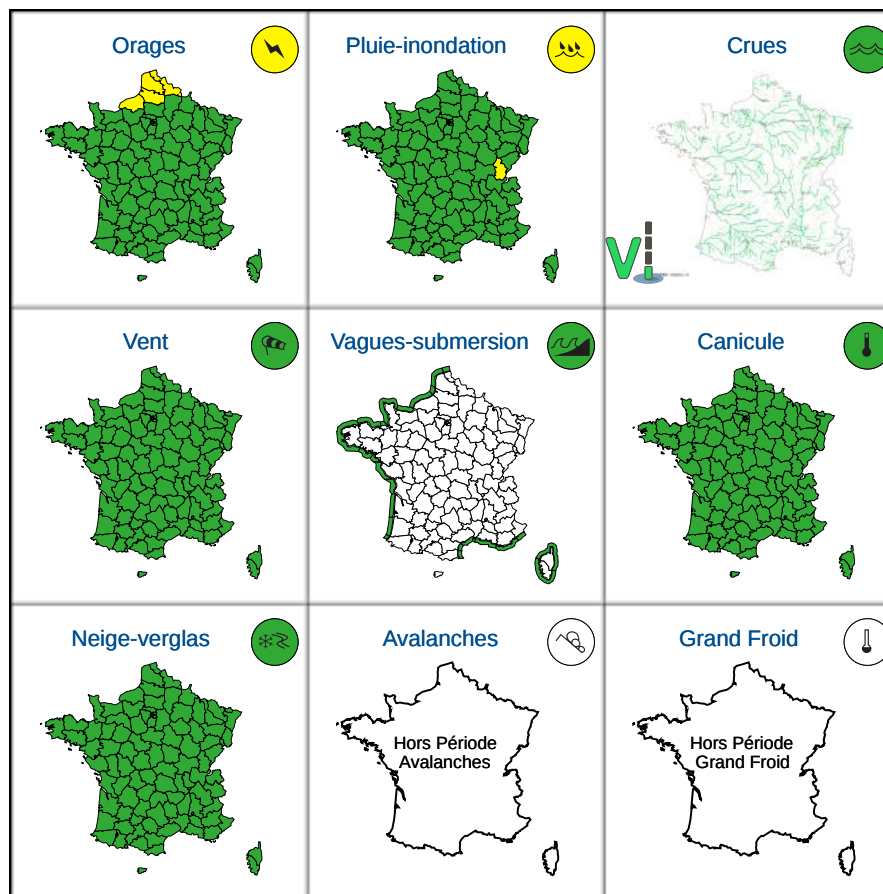 Orages
Pluie-inondation
Crues
Vent
Vagues-submersion
Canicule
Neige-verglas
Avalanches
Grand Froid
Hors Période
Avalanches
Hors Période
Grand Froid